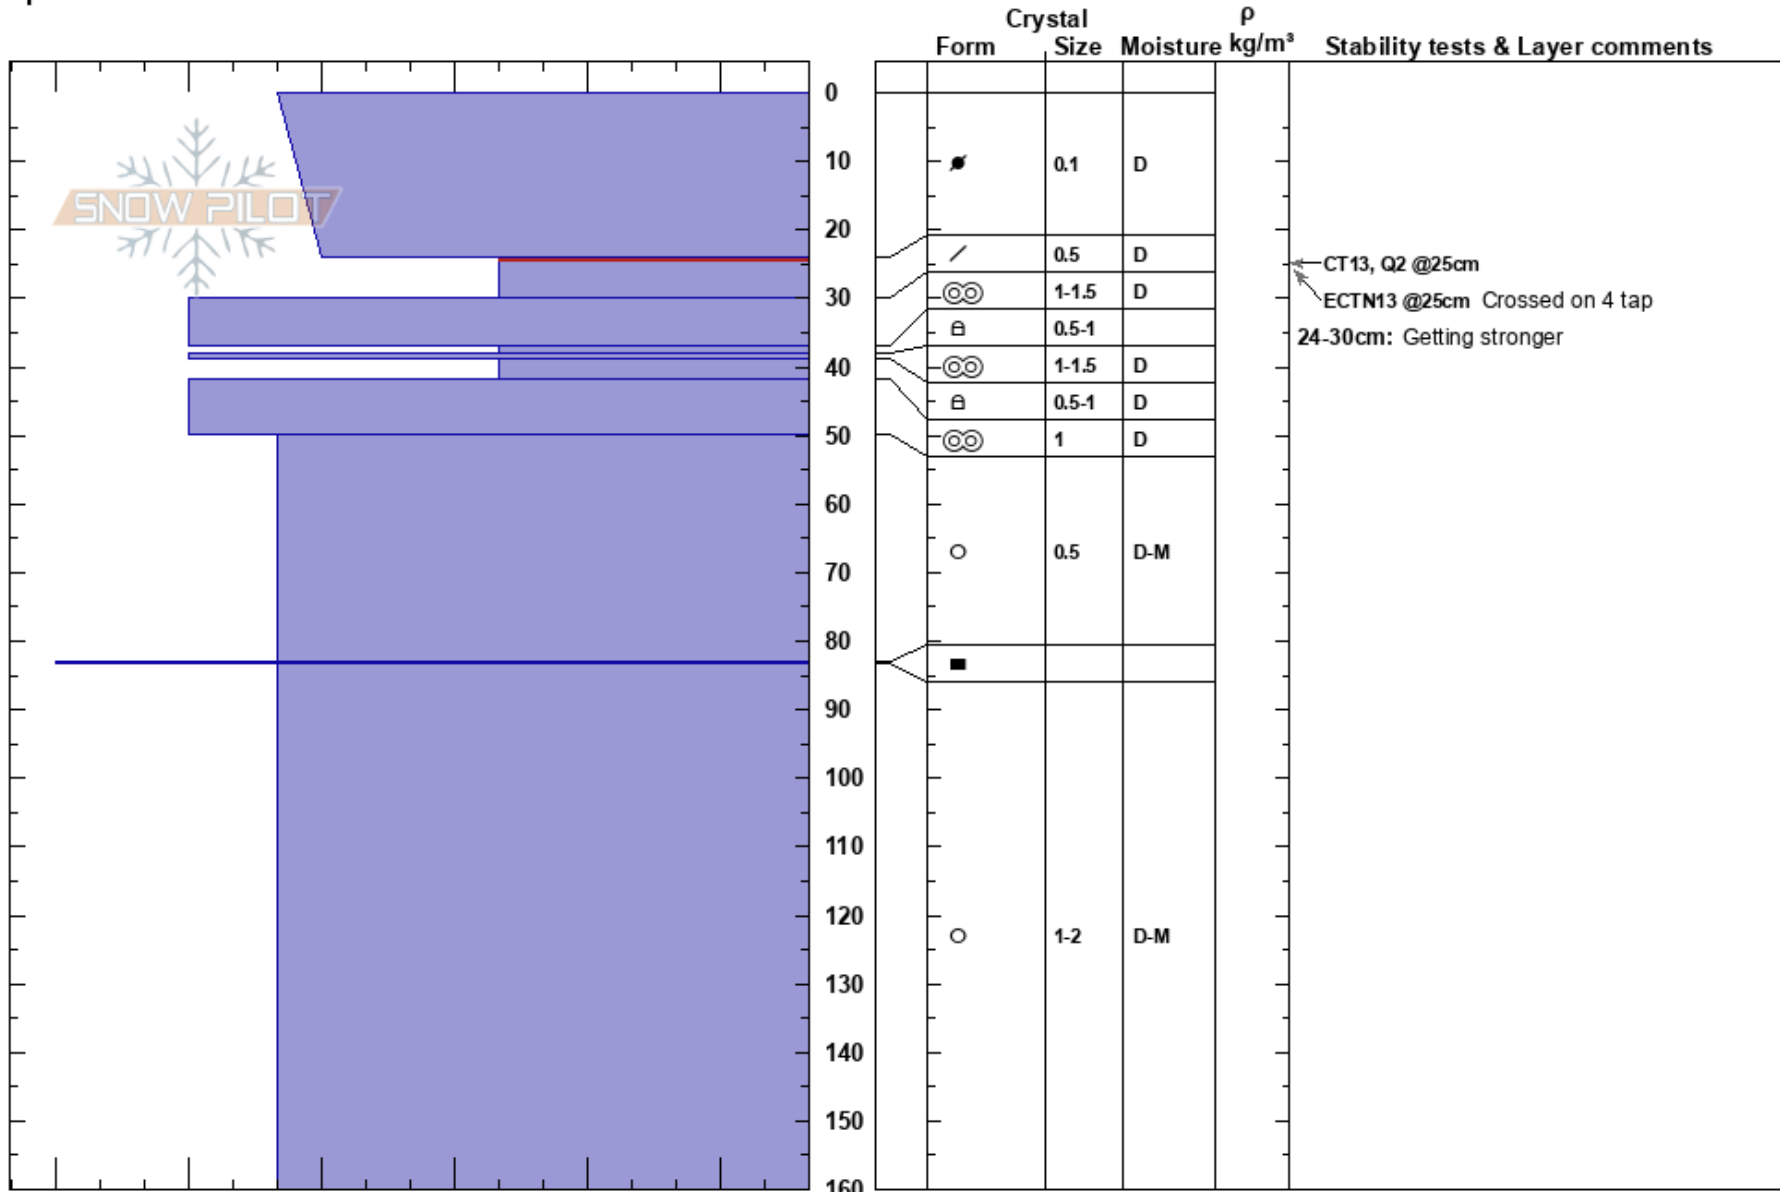 Crystal
ρ
Form Size Moisture kg/m³ Stability tests & Layer comments
0
10 0.1 D
SNOW PILOT
20
0.5 D
CT13, Q2 @25cm
30 1-1.5 D
ECTN13 @25cm Crossed on 4 tap
0.5-1
24-30cm: Getting stronger
40 1-1.5 D
0.5-1 D
50 1 D
60
0.5 D-M
70
80
90
100
110
120
1-2 D-M
130
140
150
160